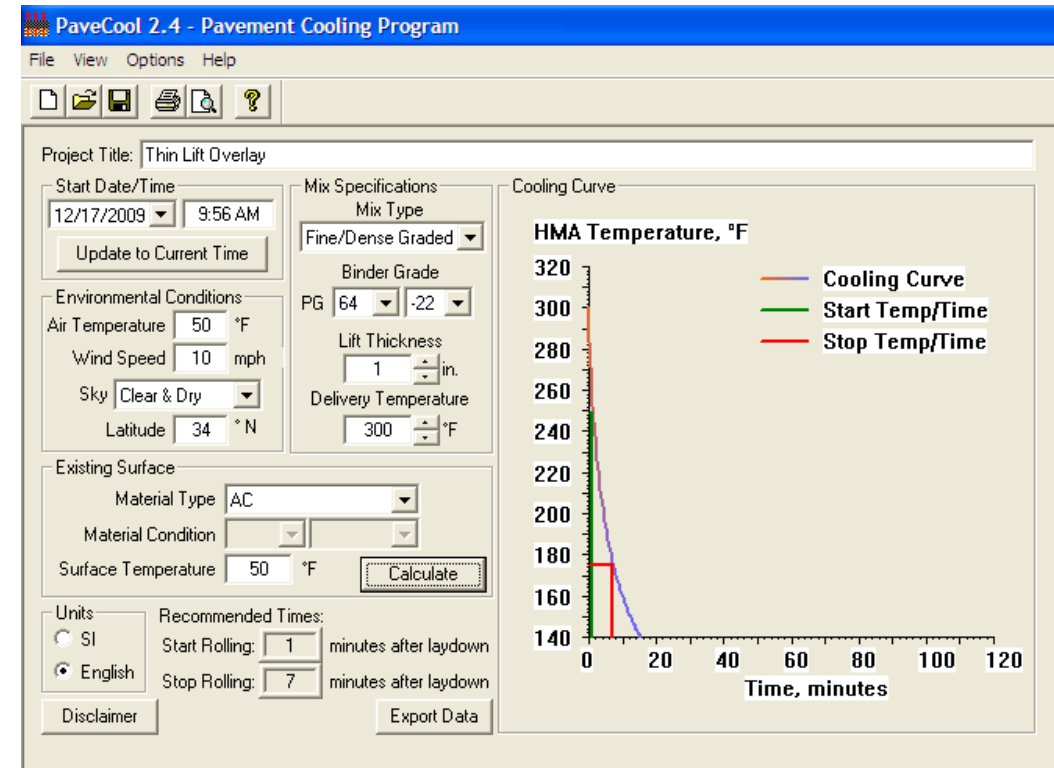 PaveCool 2.4 - Pavement Cooling Program
File View Options Help
Project Title: Thin Lift Overlay
Start Date/Time
12/17/2009 9:56 AM
Update to Current Time
Environmental Conditions
Air Temperature 50 °F
Wind Speed 10 mph
Sky Clear & Dry
Latitude 34 ° N
Mix Specifications
Mix Type
Fine/Dense Graded
Binder Grade
PG 64 -22
Lift Thickness
1 in.
Delivery Temperature
300 °F
Existing Surface
Material Type AC
Material Condition
Surface Temperature 50 °F
Calculate
Units
SI
English
Recommended Times:
Start Rolling: 1 minutes after laydown
Stop Rolling: 7 minutes after laydown
Disclaimer
Export Data
Cooling Curve
HMA Temperature, °F
320
300
280
260
240
220
200
180
160
140
Cooling Curve
Start Temp/Time
Stop Temp/Time
0 20 40 60 80 100 120
Time, minutes